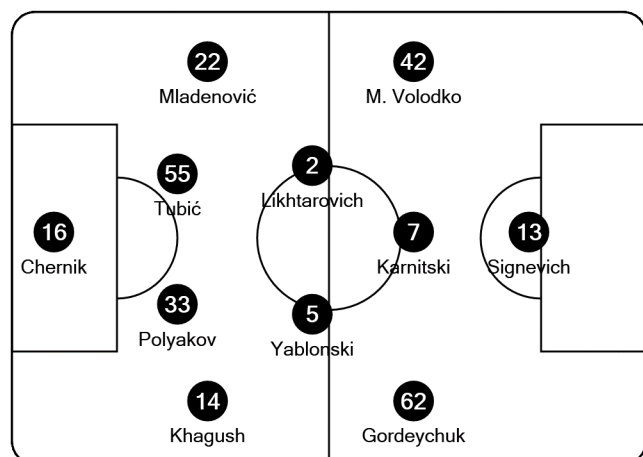 22
Mladenović
42
M. Volodko
55
Tubić
2
Likhtarovich
16
Chernik
7
Karnitski
13
Signevich
33
Polyakov
5
Yablonski
14
Khagush
62
Gordeychuk